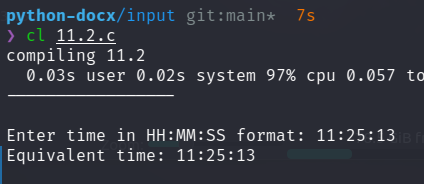 python-docx/input git:main* 7s
❯ cl 11.2.c
compiling 11.2
0.03s user 0.02s system 97% cpu 0.057 to
─────────────────
Enter time in HH:MM:SS format: 11:25:13
Equivalent time: 11:25:13